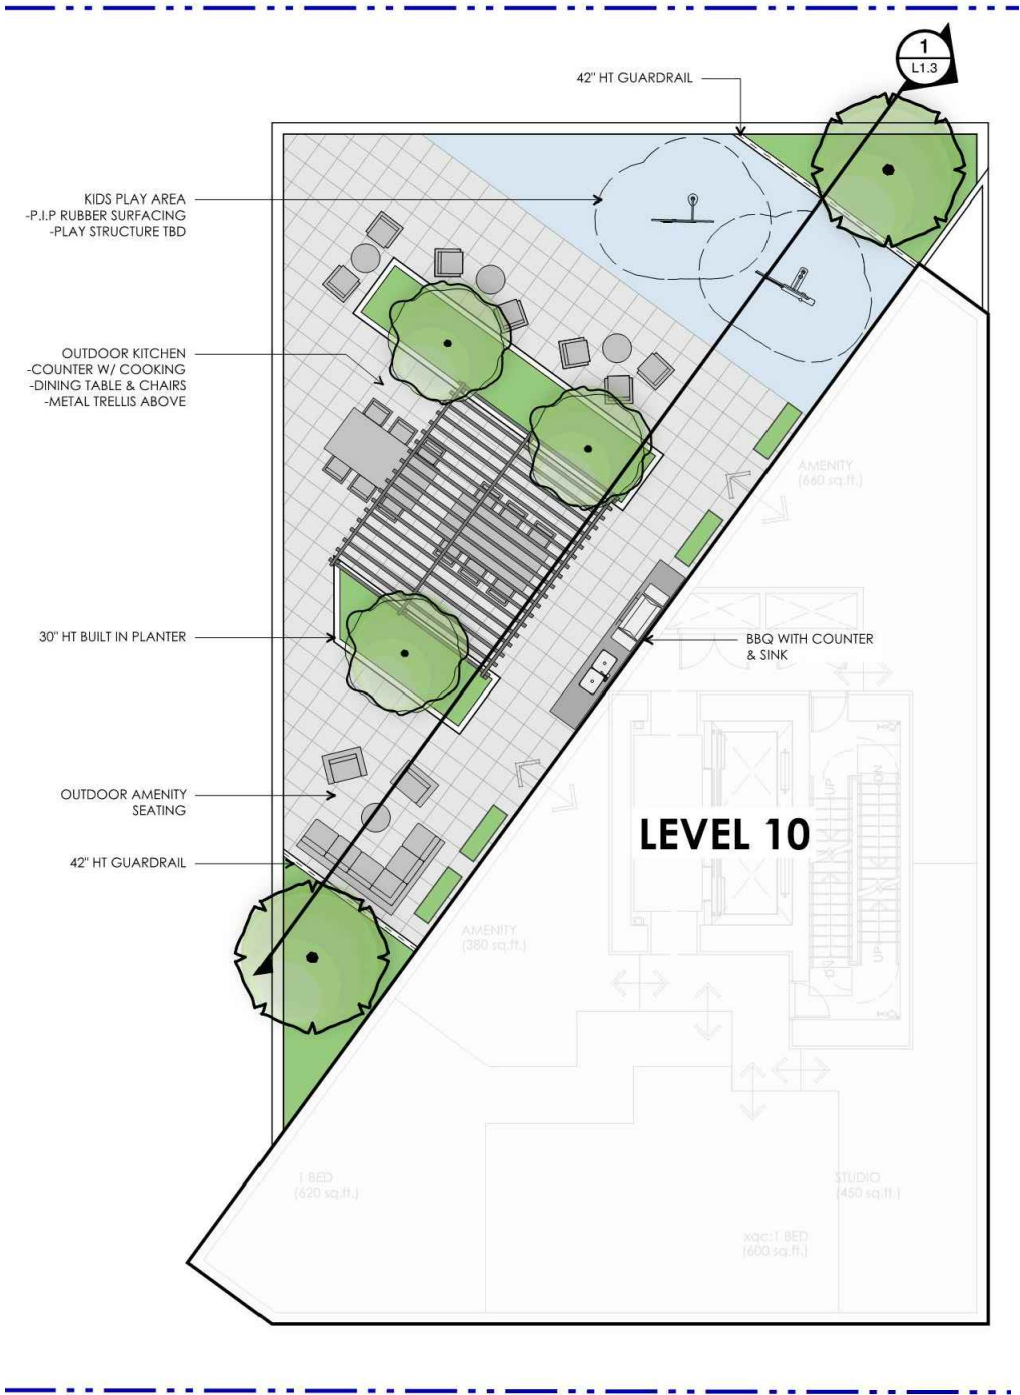 1
L1.3
42" HT GUARDRAIL
KIDS PLAY AREA
-P.I.P RUBBER SURFACING
-PLAY STRUCTURE TBD
OUTDOOR KITCHEN
-COUNTER W/ COOKING
-DINING TABLE & CHAIRS
-METAL TRELLIS ABOVE
AMENITY
(660 sq.ft.)
30" HT BUILT IN PLANTER
BBQ WITH COUNTER
& SINK
UP
DN
OUTDOOR AMENITY
SEATING
LEVEL 10
42" HT GUARDRAIL
AMENITY
(380 sq.ft.)
DN
UP
1 BED
(620 sq.ft.)
STUDIO
(450 sq.ft.)
xqc:1 BED
(600 sq.ft.)